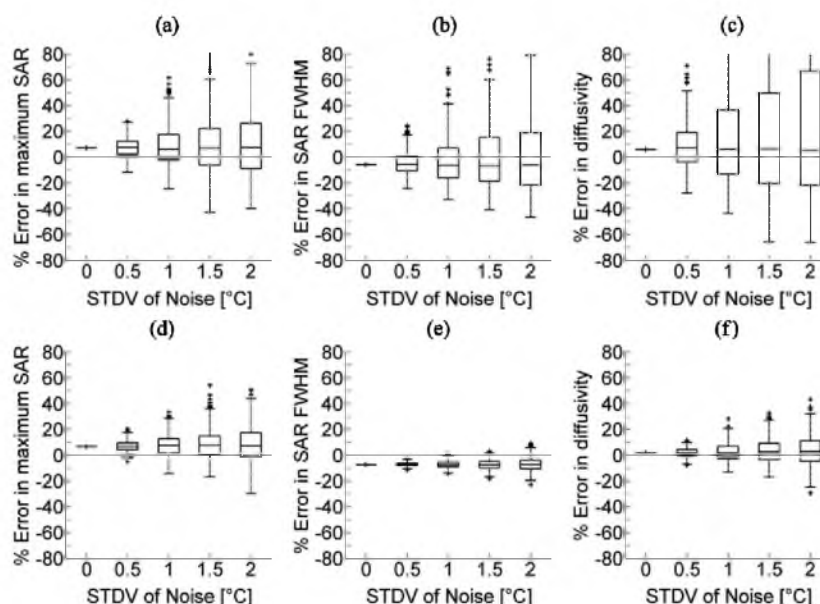 (a) (b) (c)
% Error in maximum SAR
80
60
40
20
0
-20
-40
-60
-80
0 0.5 1 1.5 2
STDV of Noise [°C]
% Error in SAR FWHM
80
60
40
20
0
-20
-40
-60
-80
0 0.5 1 1.5 2
STDV of Noise [°C]
% Error in diffusivity
80
60
40
20
0
-20
-40
-60
-80
0 0.5 1 1.5 2
STDV of Noise [°C]
(d) (e) (f)
% Error in maximum SAR
80
60
40
20
0
-20
-40
-60
-80
0 0.5 1 1.5 2
STDV of Noise [°C]
% Error in SAR FWHM
80
60
40
20
0
-20
-40
-60
-80
0 0.5 1 1.5 2
STDV of Noise [°C]
% Error in diffusivity
80
60
40
20
0
-20
-40
-60
-80
0 0.5 1 1.5 2
STDV of Noise [°C]